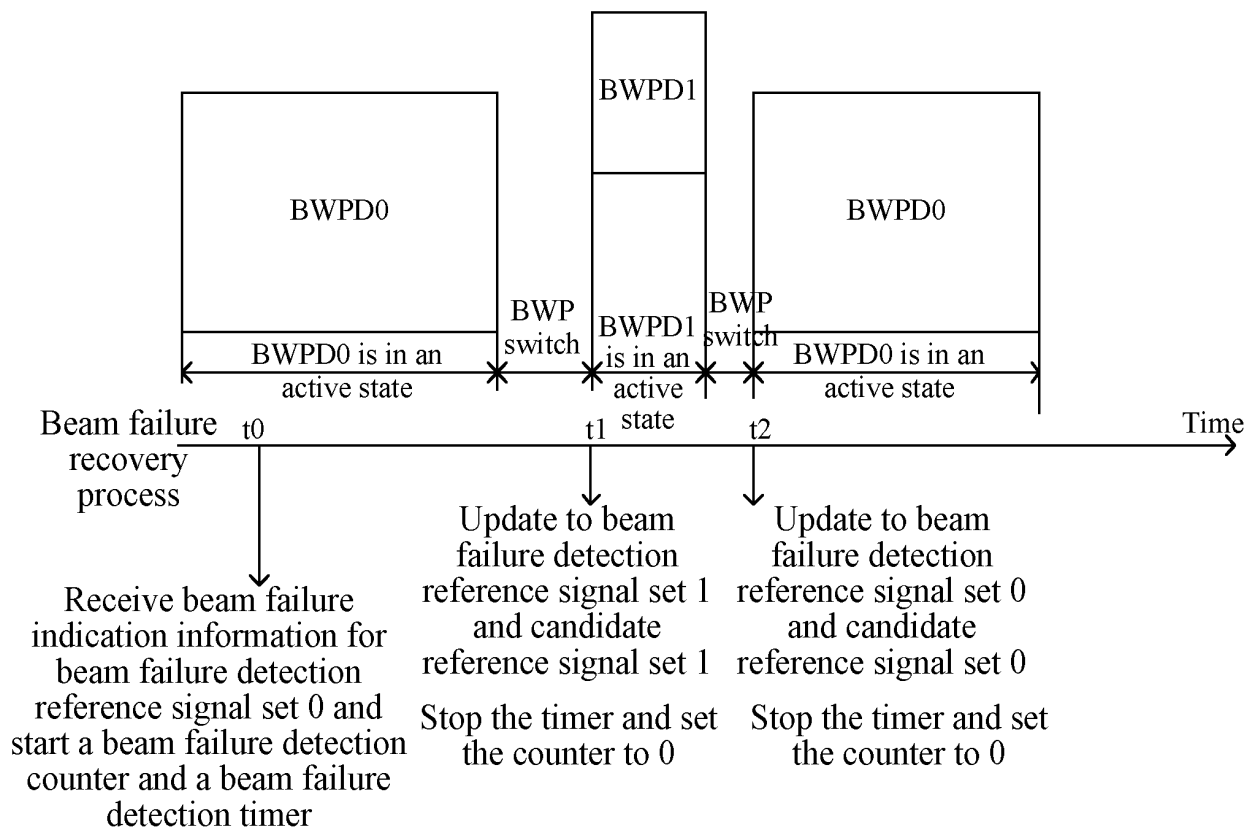 BWPD1
BWPD0
BWPD0
BWP
switch
BWPD1
is in an
active
state
BWP
switch
BWPD0 is in an
active state
BWPD0 is in an
active state
Beam failure
recovery
process
t0
t1
t2
Time
Receive beam failure
indication information for
beam failure detection
reference signal set 0 and
start a beam failure detection
counter and a beam failure
detection timer
Update to beam
failure detection
reference signal set 1
and candidate
reference signal set 1
Stop the timer and set
the counter to 0
Update to beam
failure detection
reference signal set 0
and candidate
reference signal set 0
Stop the timer and set
the counter to 0